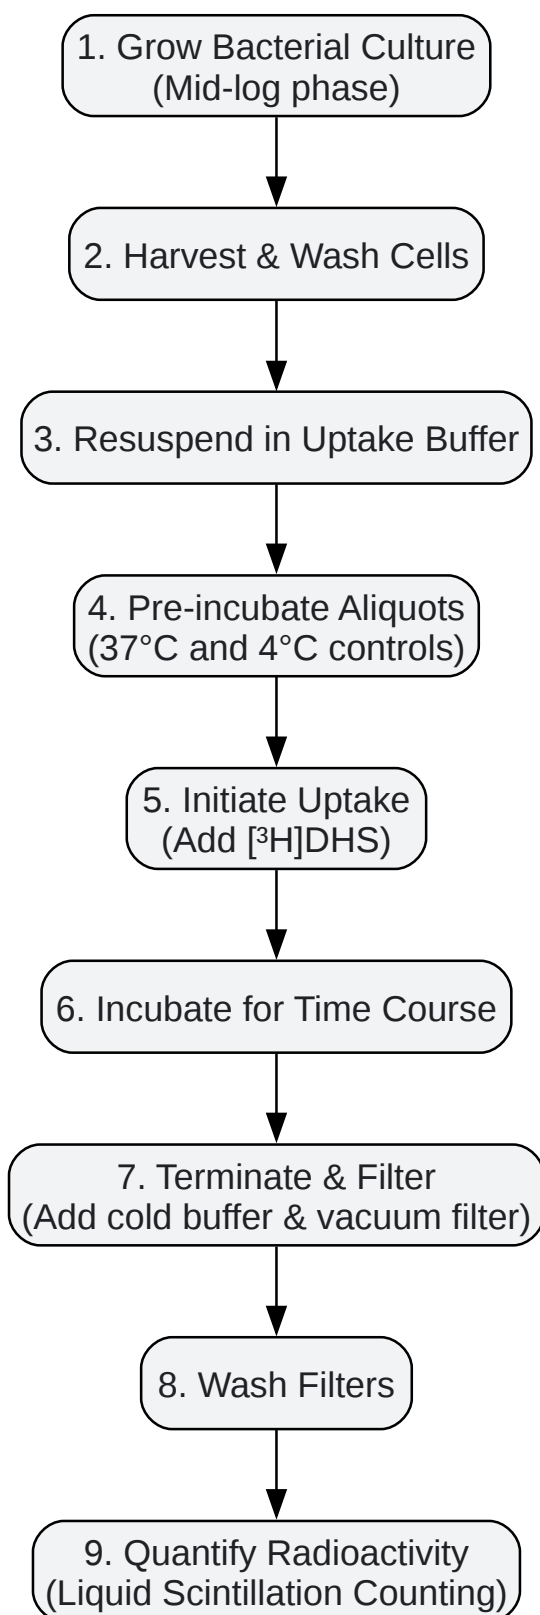 1. Grow Bacterial Culture
(Mid-log phase)
2. Harvest & Wash Cells
3. Resuspend in Uptake Buffer
4. Pre-incubate Aliquots
(37°C and 4°C controls)
5. Initiate Uptake
(Add [³H]DHS)
6. Incubate for Time Course
7. Terminate & Filter
(Add cold buffer & vacuum filter)
8. Wash Filters
9. Quantify Radioactivity
(Liquid Scintillation Counting)